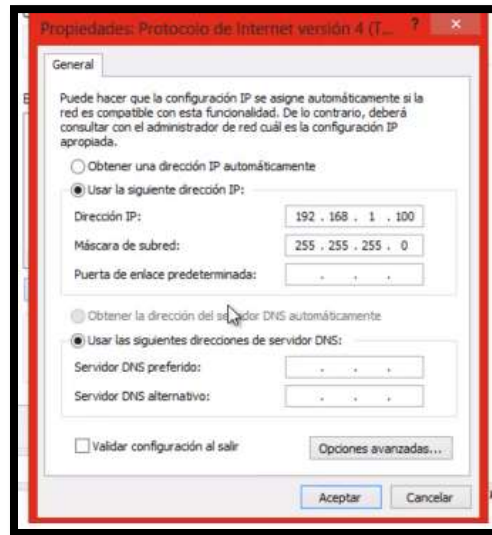 Propiedades: Protocolo de Internet versión 4 (T... ?
General
Puede hacer que la configuración IP se asigne automáticamente si la
red es compatible con esta funcionalidad. De lo contrario, deberá
consultar con el administrador de red cuál es la configuración IP
apropiada.
Obtener una dirección IP automáticamente
Usar la siguiente dirección IP:
Dirección IP: 192 . 168 . 1 . 100
Máscara de subred: 255 . 255 . 255 . 0
Puerta de enlace predeterminada: . . .
Obtener la dirección del servidor DNS automáticamente
Usar las siguientes direcciones de servidor DNS:
Servidor DNS preferido: . . .
Servidor DNS alternativo: . . .
Validar configuración al salir
Opciones avanzadas...
Aceptar Cancelar